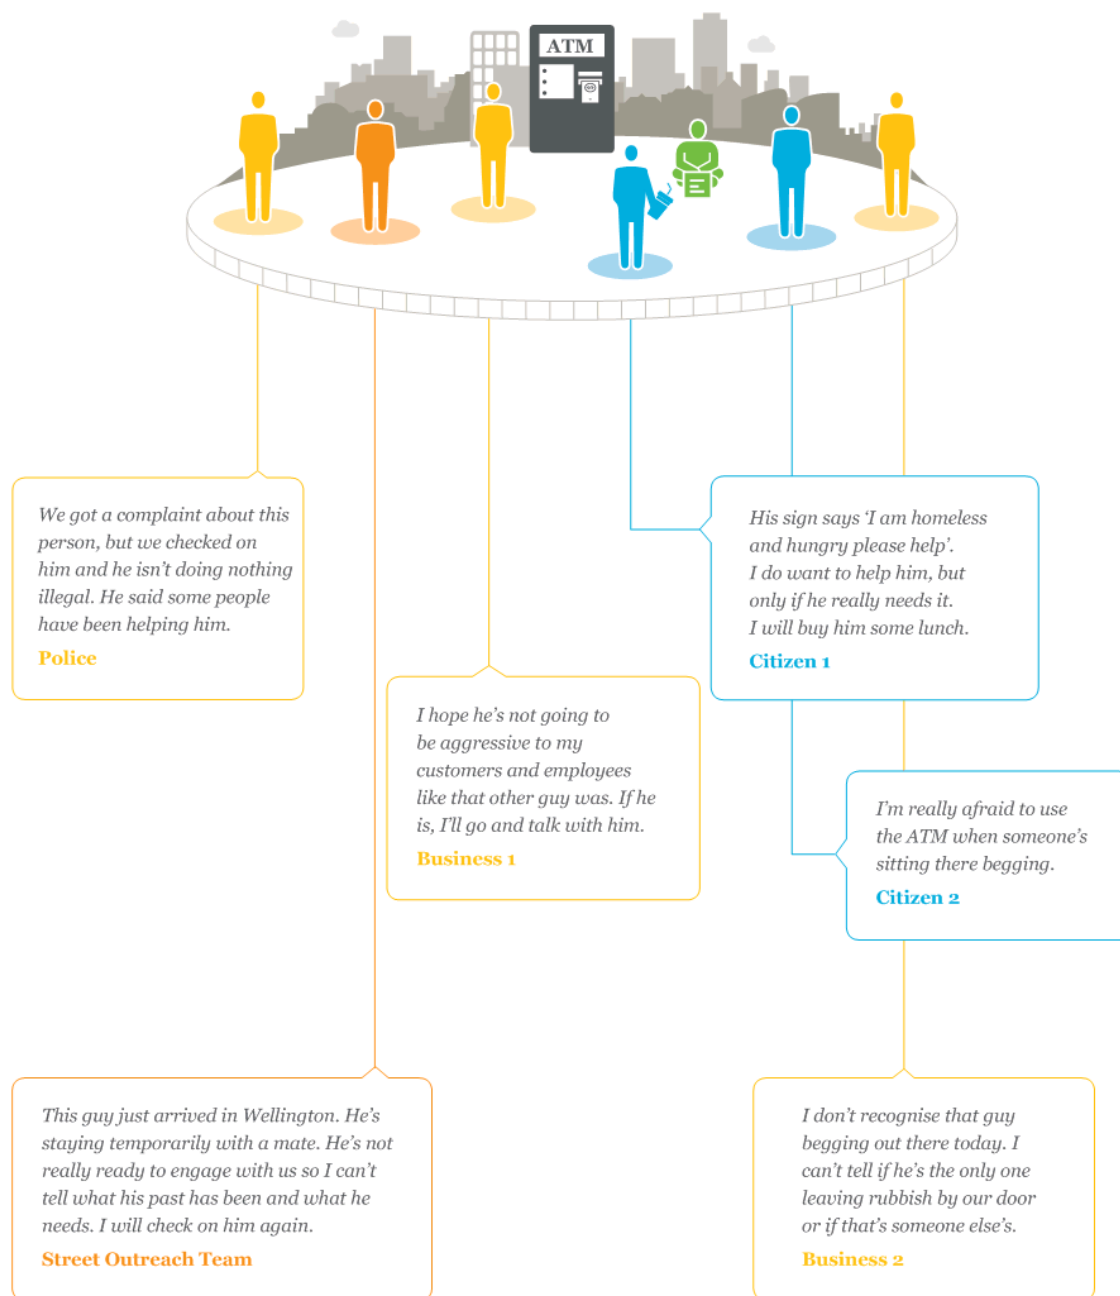 ATM
We got a complaint about this
person, but we checked on
him and he isn't doing nothing
illegal. He said some people
have been helping him.
Police
His sign says ‘I am homeless
and hungry please help’.
I do want to help him, but
only if he really needs it.
I will buy him some lunch.
Citizen 1
I hope he's not going to
be aggressive to my
customers and employees
like that other guy was. If he
is, I'll go and talk with him.
Business 1
I'm really afraid to use
the ATM when someone's
sitting there begging.
Citizen 2
This guy just arrived in Wellington. He's
staying temporarily with a mate. He's not
really ready to engage with us so I can't
tell what his past has been and what he
needs. I will check on him again.
Street Outreach Team
I don't recognise that guy
begging out there today. I
can't tell if he's the only one
leaving rubbish by our door
or if that's someone else's.
Business 2